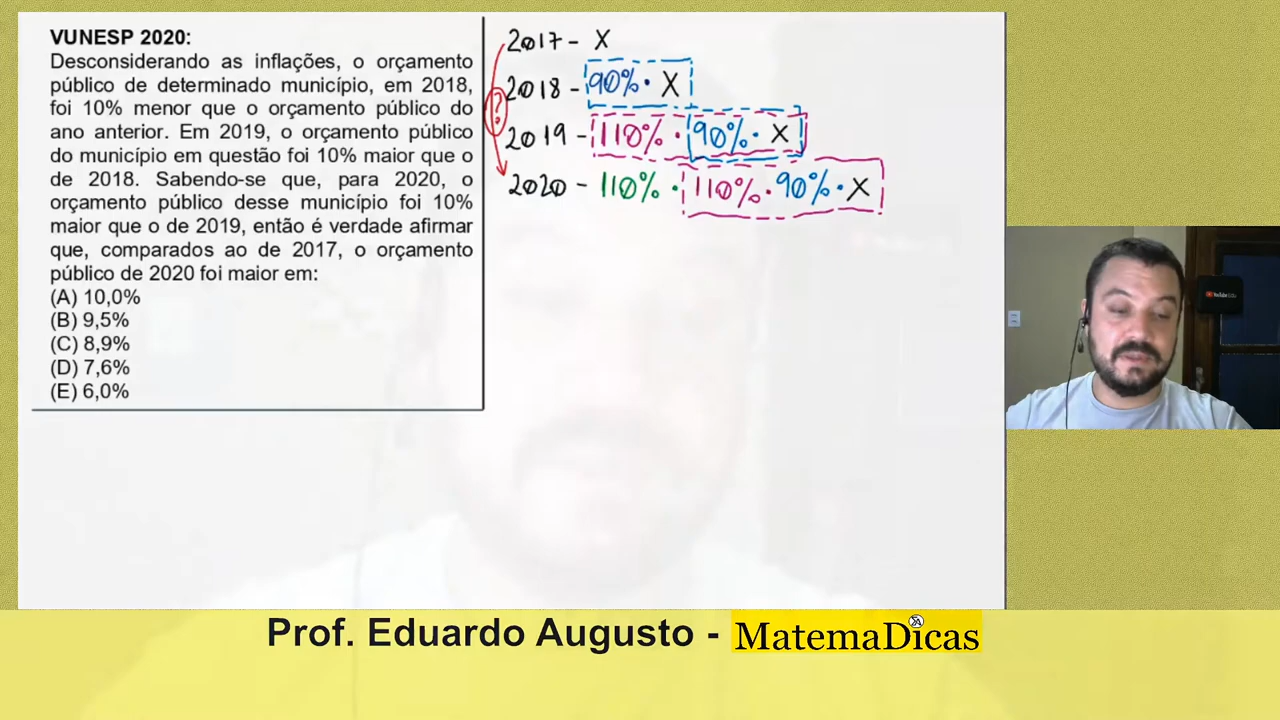 VUNESP 2020:
Desconsiderando as inflações, o orçamento
público de determinado município, em 2018,
foi 10% menor que o orçamento público do
ano anterior. Em 2019, o orçamento público
do município em questão foi 10% maior que o
de 2018. Sabendo-se que, para 2020, o
orçamento público desse município foi 10%
maior que o de 2019, então é verdade afirmar
que, comparados ao de 2017, o orçamento
público de 2020 foi maior em:
(A) 10,0%
(B) 9,5%
(C) 8,9%
(D) 7,6%
(E) 6,0%
2017 - X
2018 - 90% · X
?
2019 - 110% · 90% · X
2020 - 110% · 110% · 90% · X
Prof. Eduardo Augusto - MatemaDicas